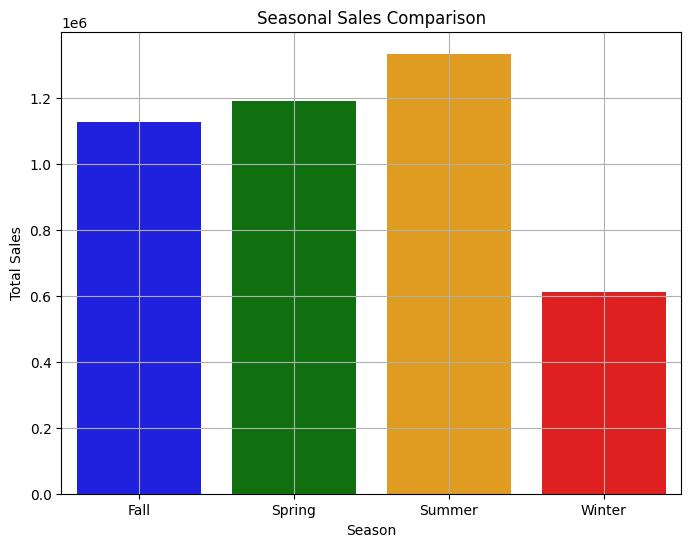 Seasonal Sales Comparison
1e6
1.2
1.0
0.8
0.6
0.4
0.2
0.0
Total Sales
Fall Spring Summer Winter
Season